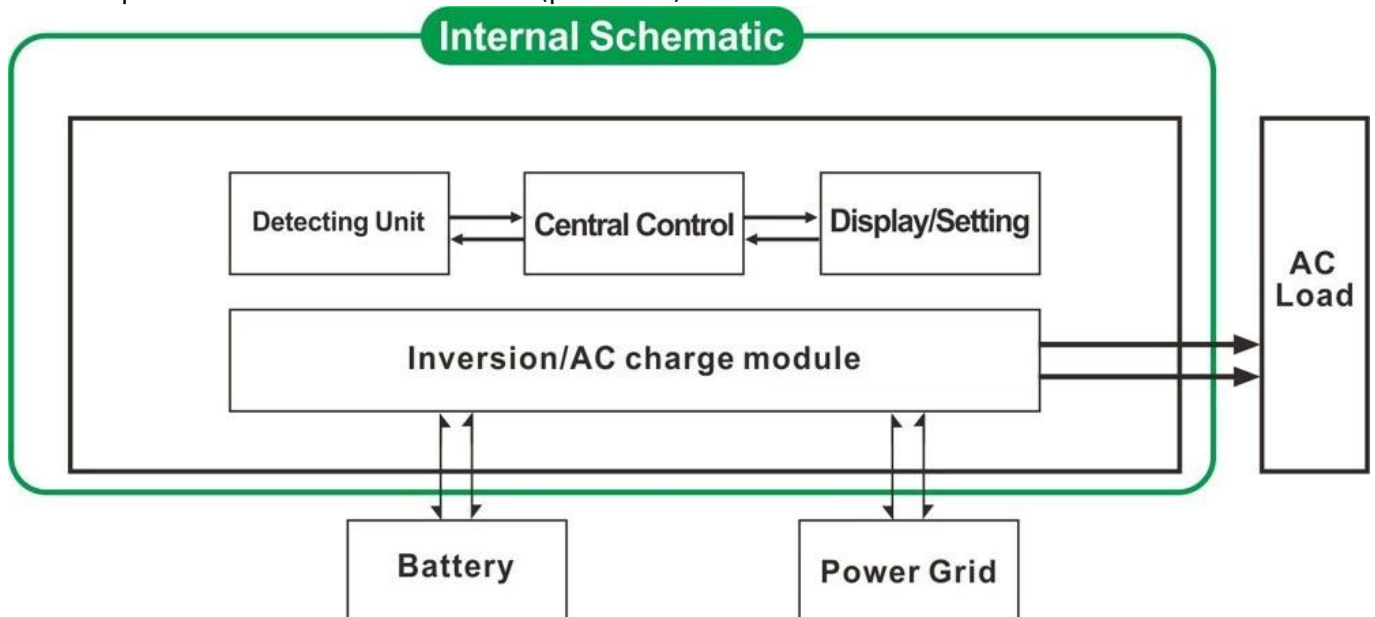 Internal Schematic
Detecting Unit
Central Control
Display/Setting
AC
Load
Inversion/AC charge module
Battery
Power Grid